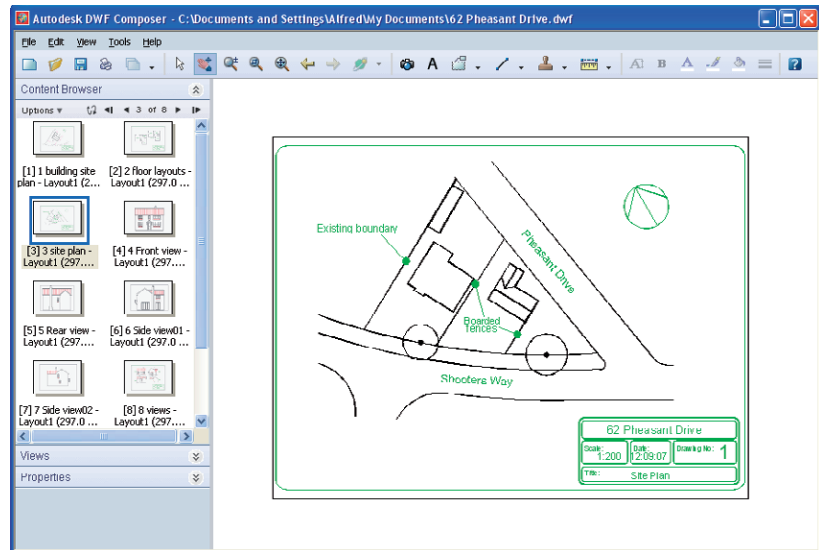 Autodesk DWF Composer - C:\Documents and Settings\Alfred\My Documents\62 Pheasant Drive.dwf
File Edit View Tools Help
A A B A ?
Content Browser
Options 3 of 8
[1] 1 building site
plan - Layout1 (2...
[2] 2 floor layouts -
Layout1 (297.0 ...
[3] 3 site plan -
Layout1 (297....
[4] 4 Front view -
Layout1 (297....
[5] 5 Rear view -
Layout1 (297....
[6] 6 Side view01 -
Layout1 (297.0 ...
[7] 7 Side view02 -
Layout1 (297.0 ...
[8] 8 views -
Layout1 (297....
Views
Properties
Existing boundary
Pheasant Drive
Boarded
fences
Shooters Way
62 Pheasant Drive
Scale:
1:200
Date:
12:09:07
Drawing No: 1
Title: Site Plan